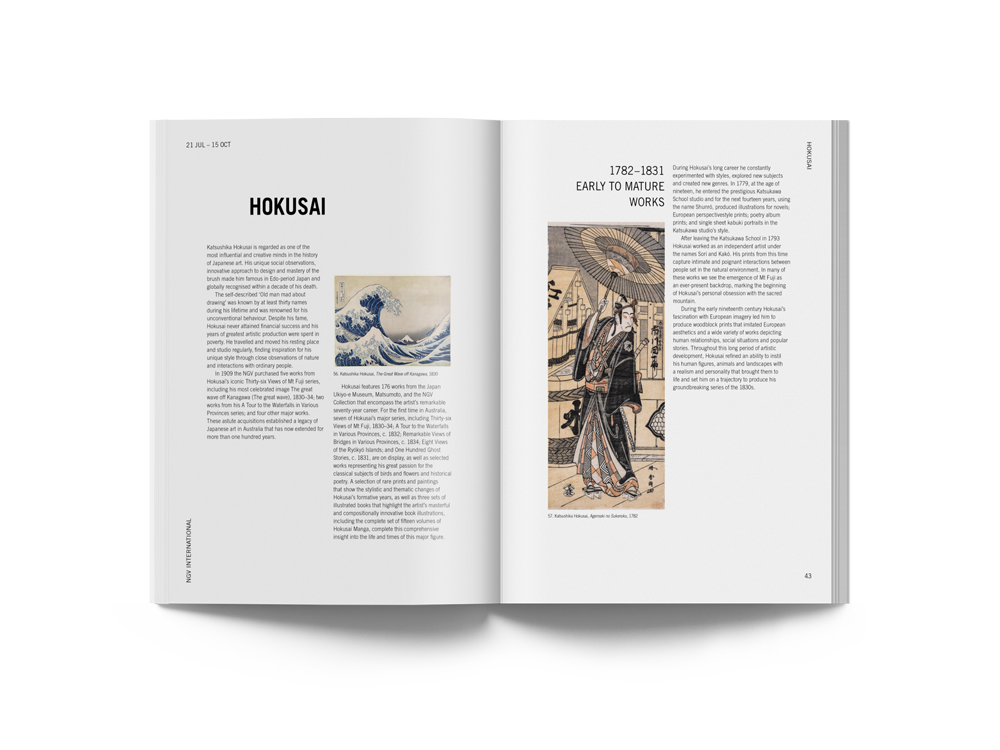 21 JUL – 15 OCT
HOKUSAI
Katsushika Hokusai is regarded as one of the
most influential and creative minds in the history
of Japanese art. His unique social observations,
innovative approach to design and mastery of the
brush made him famous in Edo-period Japan and
globally recognised within a decade of his death.
The self-described 'Old man mad about
drawing' was known by at least thirty names
during his lifetime and was renowned for his
unconventional behaviour. Despite his fame,
Hokusai never attained financial success and his
years of greatest artistic production were spent in
poverty. He travelled and moved his resting place
and studio regularly, finding inspiration for his
unique style through close observations of nature
and interactions with ordinary people.
In 1909 the NGV purchased five works from
Hokusai's iconic Thirty-six Views of Mt Fuji series,
including his most celebrated image The great
wave off Kanagawa (The great wave), 1830–34, two
works from his A Tour to the Waterfalls in Various
Provinces series; and four other major works.
These astute acquisitions established a legacy of
Japanese art in Australia that has now extended for
more than one hundred years.
56. Katsushika Hokusai, The Great Wave off Kanagawa, 1830
Hokusai features 176 works from the Japan
Ukiyo-e Museum, Matsumoto, and the NGV
Collection that encompass the artist's remarkable
seventy-year career. For the first time in Australia,
seven of Hokusai's major series, including Thirty-six
Views of Mt Fuji, 1830–34; A Tour to the Waterfalls
in Various Provinces, c. 1832; Remarkable Views of
Bridges in Various Provinces, c. 1834; Eight Views
of the Ryūkyū Islands; and One Hundred Ghost
Stories, c. 1831, are on display, as well as selected
works representing his great passion for the
classical subjects of birds and flowers and historical
poetry. A selection of rare prints and paintings
that show the stylistic and thematic changes of
Hokusai's formative years, as well as three sets of
illustrated books that highlight the artist's masterful
and compositionally innovative book illustrations,
including the complete set of fifteen volumes of
Hokusai Manga, complete this comprehensive
insight into the life and times of this major figure.
NGV INTERNATIONAL
1782–1831
EARLY TO MATURE
WORKS
57. Katsushika Hokusai, Agemaki no Sukeroku, 1782
During Hokusai's long career he constantly
experimented with styles, explored new subjects
and created new genres. In 1779, at the age of
nineteen, he entered the prestigious Katsukawa
School studio and for the next fourteen years, using
the name Shunrō, produced illustrations for novels;
European perspectivestyle prints; poetry album
prints; and single sheet kabuki portraits in the
Katsukawa studio's style.
After leaving the Katsukawa School in 1793
Hokusai worked as an independent artist under
the names Sori and Kakō. His prints from this time
capture intimate and poignant interactions between
people set in the natural environment. In many of
these works we see the emergence of Mt Fuji as
an ever-present backdrop, marking the beginning
of Hokusai's personal obsession with the sacred
mountain.
During the early nineteenth century Hokusai's
fascination with European imagery led him to
produce woodblock prints that imitated European
aesthetics and a wide variety of works depicting
human relationships, social situations and popular
stories. Throughout this long period of artistic
development, Hokusai refined an ability to instil
his human figures, animals and landscapes with
a realism and personality that brought them to
life and set him on a trajectory to produce his
groundbreaking series of the 1830s.
HOKUSAI
43